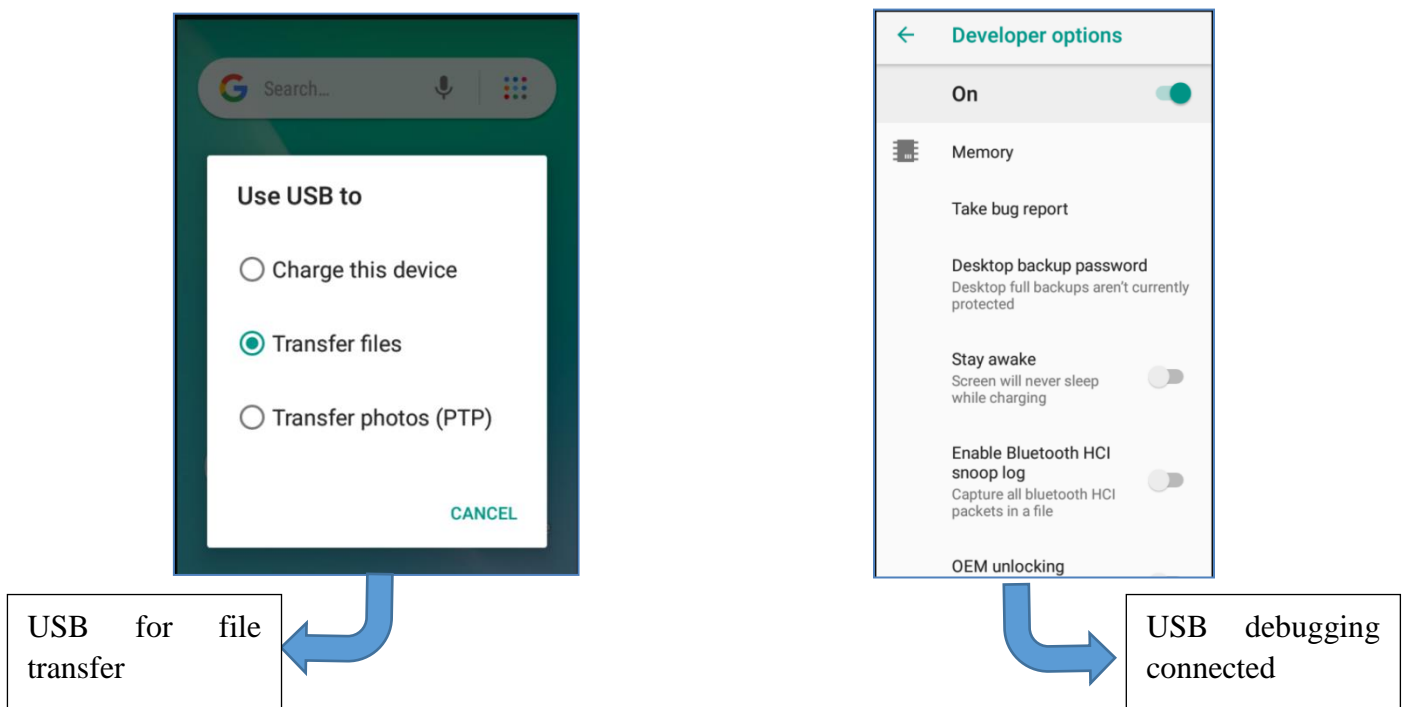 Search…
Use USB to
Charge this device
Transfer files
Transfer photos (PTP)
CANCEL
USB for file
transfer
Developer options
On
Memory
Take bug report
Desktop backup password
Desktop full backups aren't currently
protected
Stay awake
Screen will never sleep
while charging
Enable Bluetooth HCI
snoop log
Capture all bluetooth HCI
packets in a file
OEM unlocking
USB debugging
connected